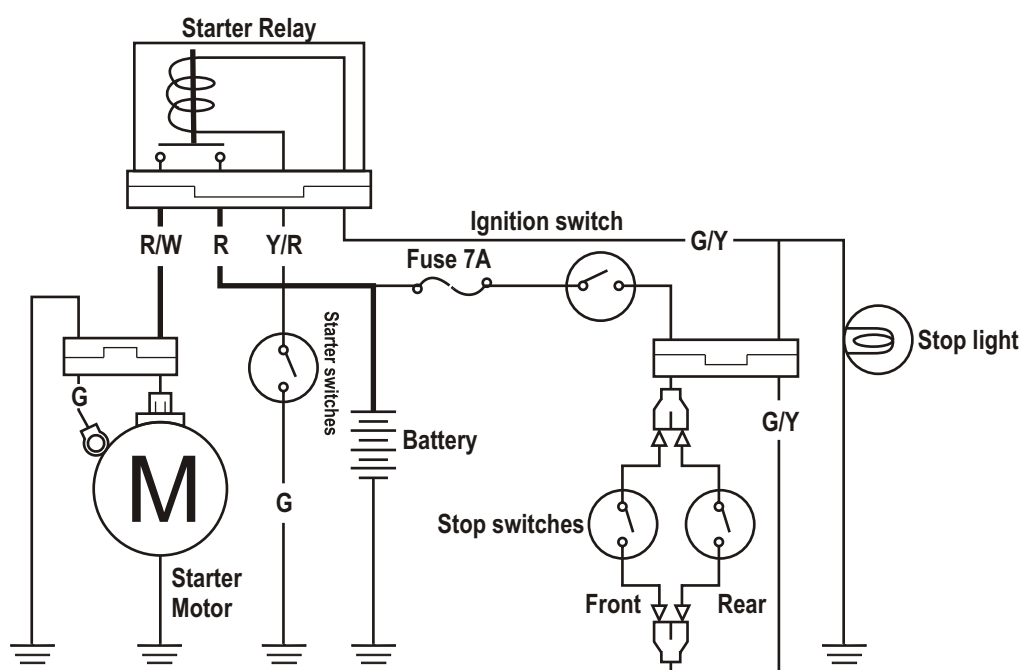 Starter Relay
Ignition switch
R/W
R
Y/R
G/Y
Fuse 7A
Starter switches
Stop light
G
G/Y
Battery
M
G
Stop switches
Starter
Motor
Front
Rear